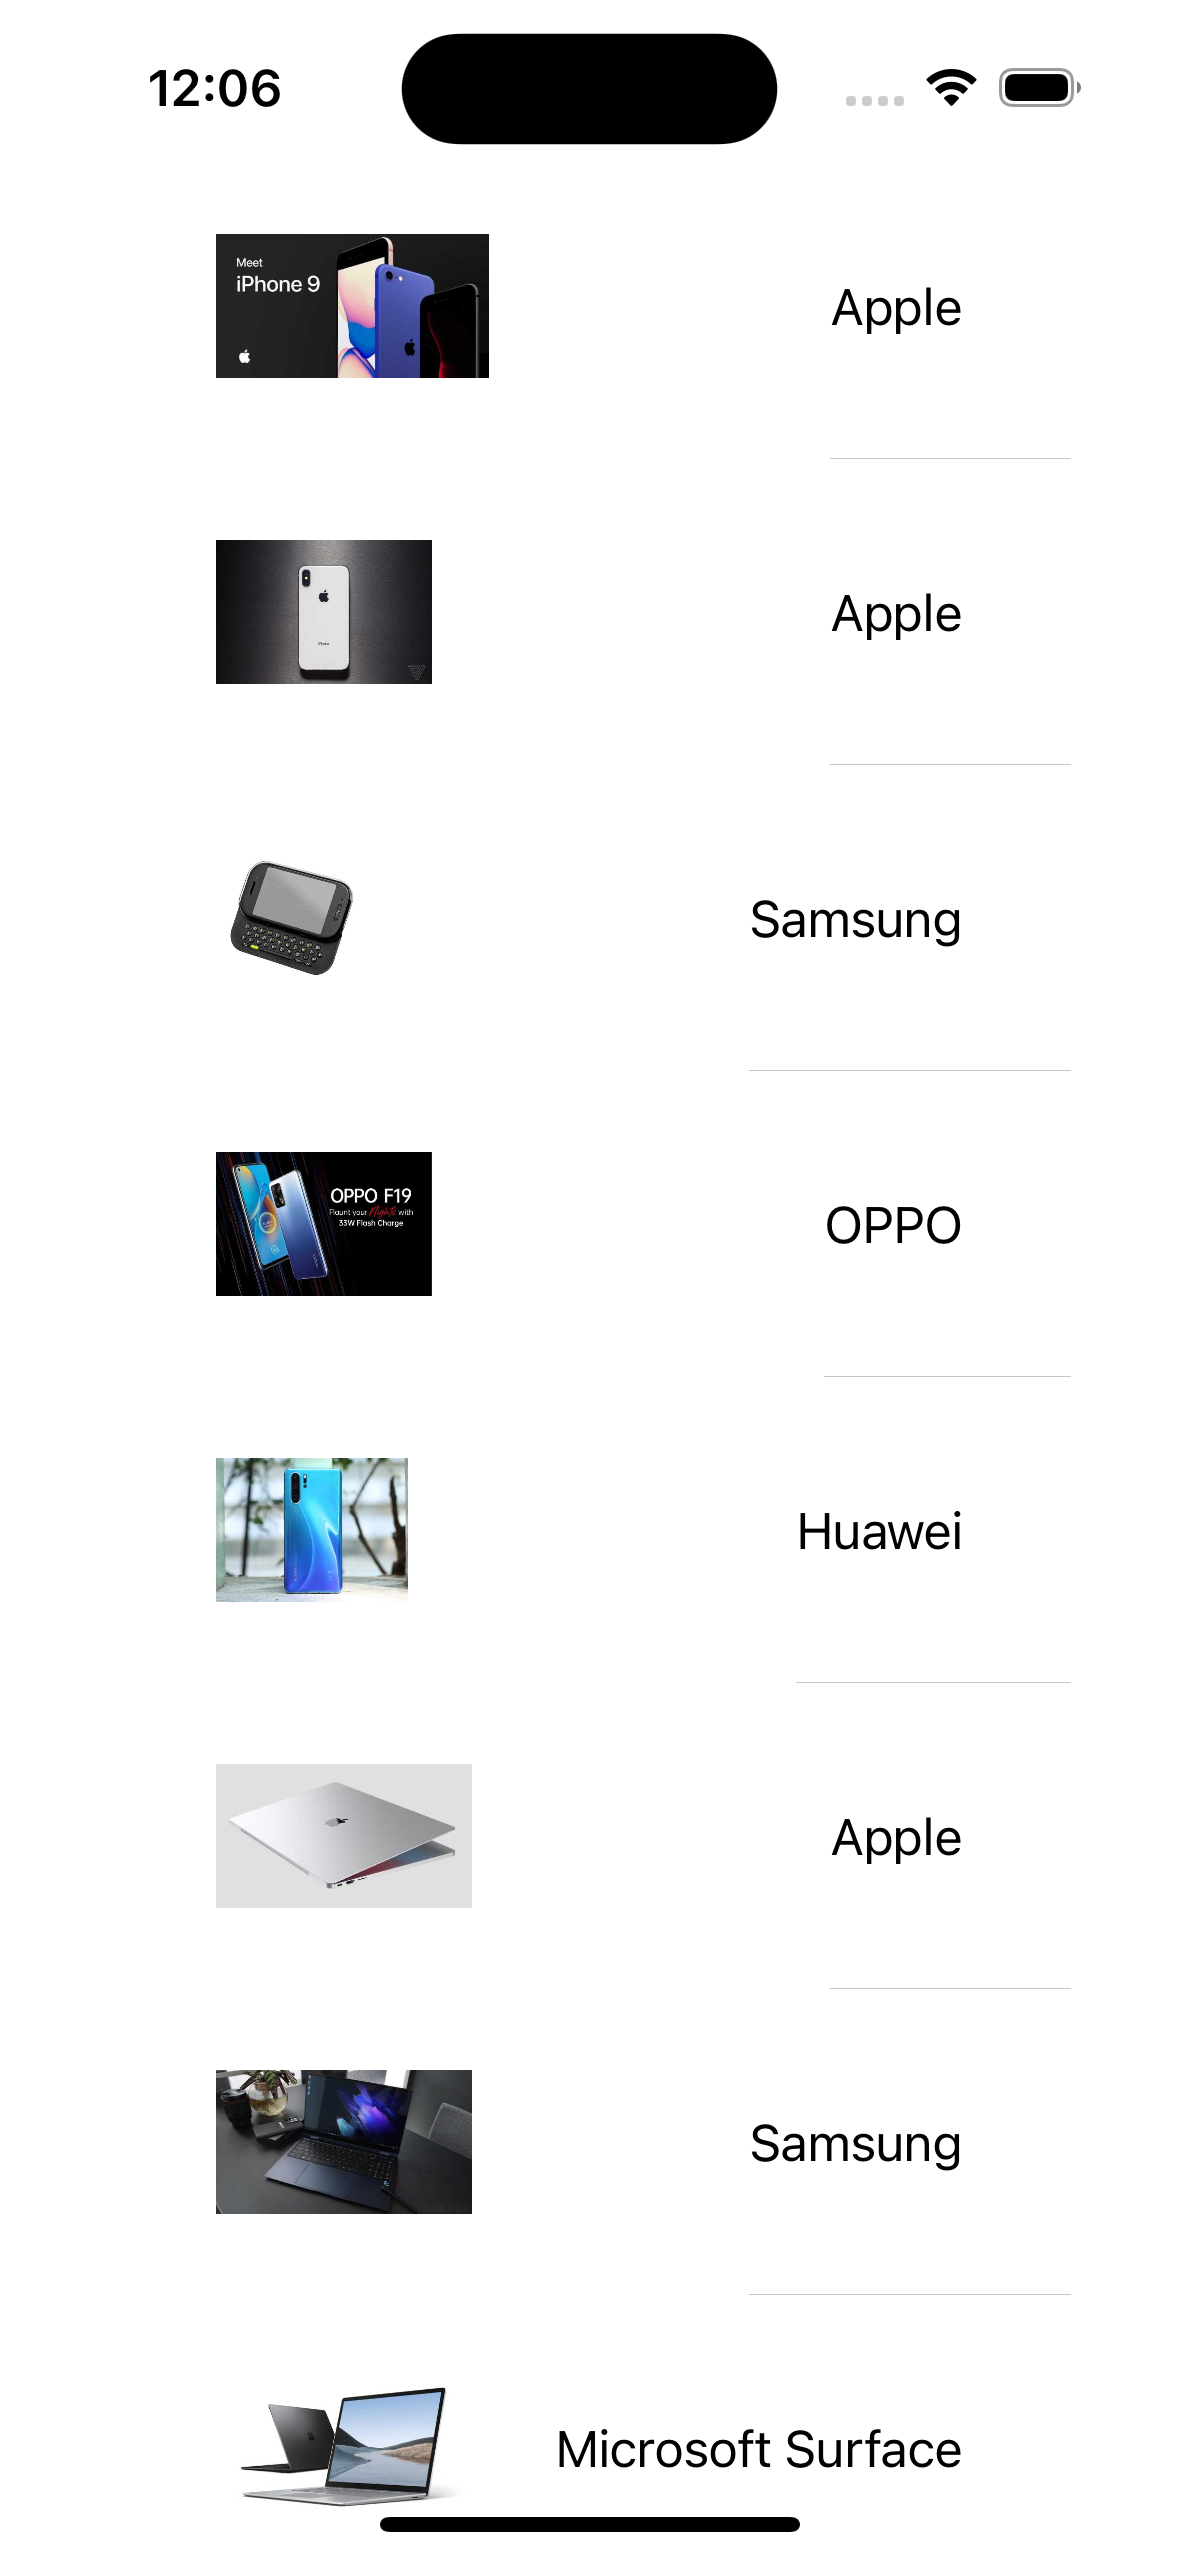 12:06
Meet
iPhone 9
Apple
iPhone
Apple
Samsung
OPPO F19
Flaunt your Nights with
33W Flash Charge
OPPO
Huawei
Apple
Samsung
Microsoft Surface